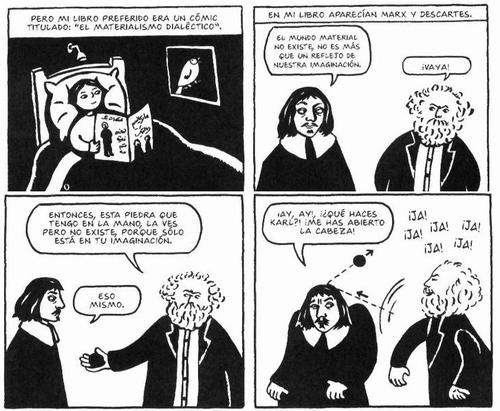 PERO MI LIBRO PREFERIDO ERA UN CÓMIC
TITULADO: "EL MATERIALISMO DIALÉCTICO".
EN MI LIBRO APARECÍAN MARX Y DESCARTES.
EL MUNDO MATERIAL
NO EXISTE, NO ES MÁS
QUE UN REFLEJO DE
NUESTRA IMAGINACIÓN.
¡VAYA!
ENTONCES, ESTA PIEDRA QUE
TENGO EN LA MANO, LA VES
PERO NO EXISTE, PORQUE SÓLO
ESTÁ EN TU IMAGINACIÓN.
ESO
MISMO.
¡AY, AY!, ¡¿QUÉ HACES
KARL?! ¡ME HAS ABIERTO
LA CABEZA!
¡JA!
¡JA! ¡JA!
¡JA! ¡JA!
¡JA!